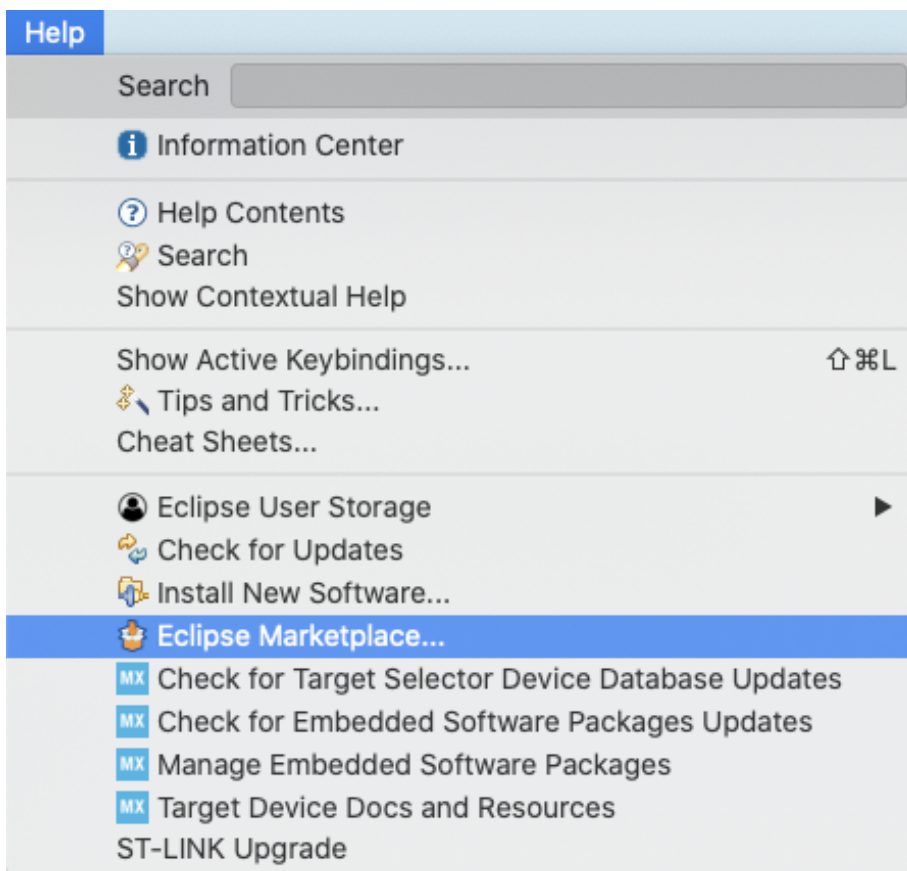 Help
Search
Information Center
Help Contents
Search
Show Contextual Help
Show Active Keybindings... ⇧⌘L
Tips and Tricks...
Cheat Sheets...
Eclipse User Storage
Check for Updates
Install New Software...
Eclipse Marketplace...
MX Check for Target Selector Device Database Updates
MX Check for Embedded Software Packages Updates
MX Manage Embedded Software Packages
MX Target Device Docs and Resources
ST-LINK Upgrade